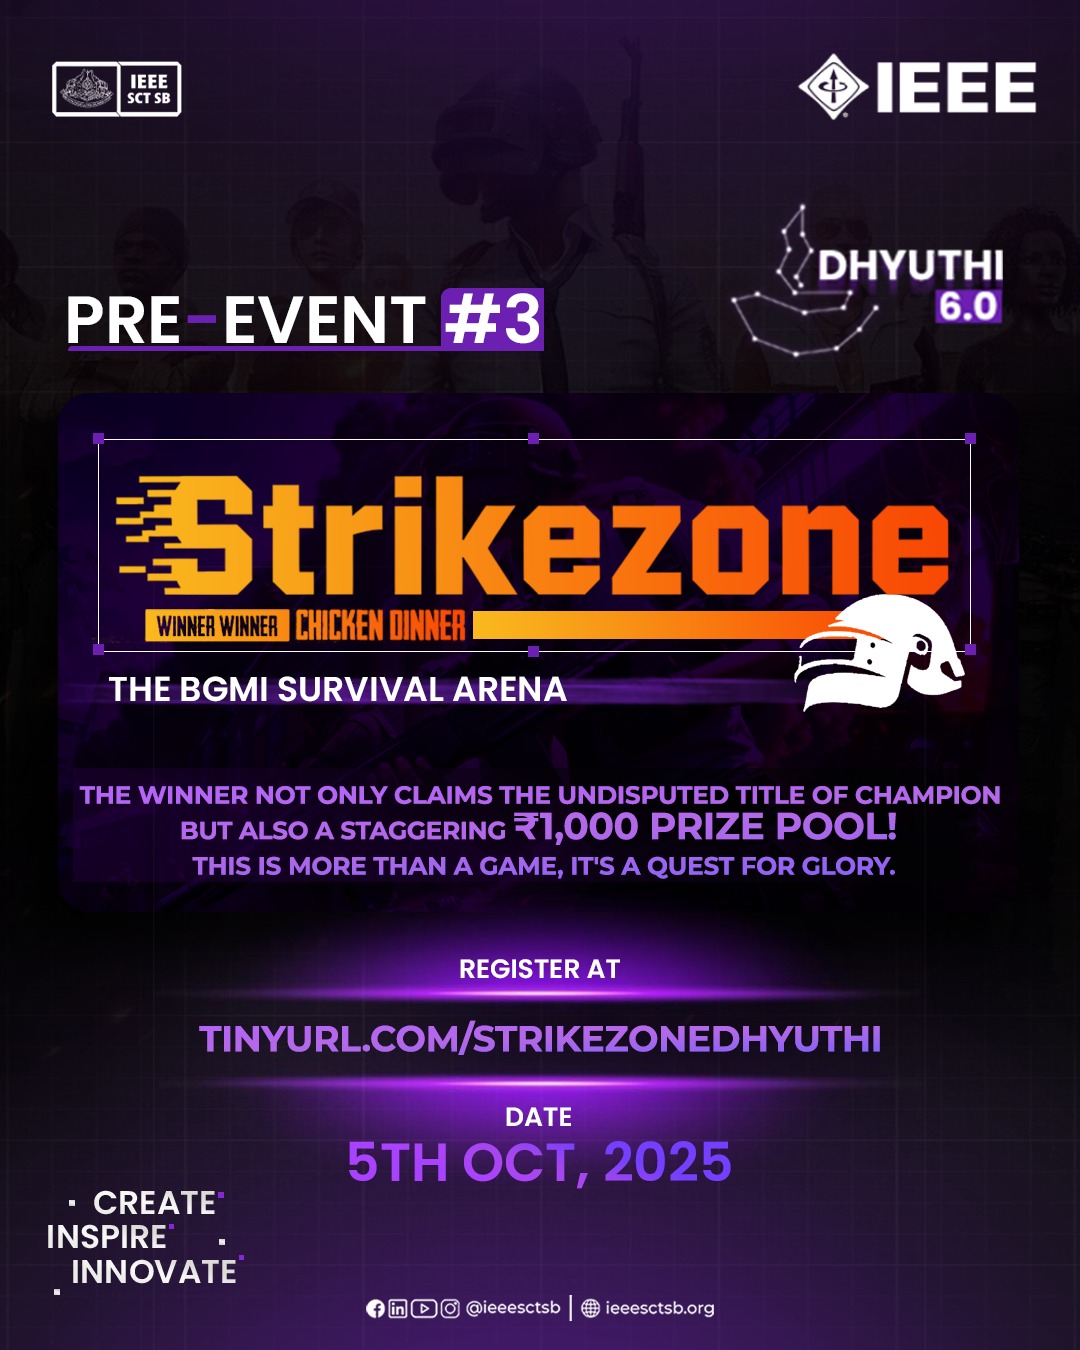 IEEE
SCT SB
IEEE
DHYUTHI
6.0
PRE-EVENT #3
Strikezone
WINNER WINNER CHICKEN DINNER
THE BGMI SURVIVAL ARENA
THE WINNER NOT ONLY CLAIMS THE UNDISPUTED TITLE OF CHAMPION
BUT ALSO A STAGGERING ₹1,000 PRIZE POOL!
THIS IS MORE THAN A GAME, IT'S A QUEST FOR GLORY.
REGISTER AT
TINYURL.COM/STRIKEZONEDHYUTHI
DATE
5TH OCT, 2025
CREATE
INSPIRE
INNOVATE
@ieeesctsb | ieeesctsb.org